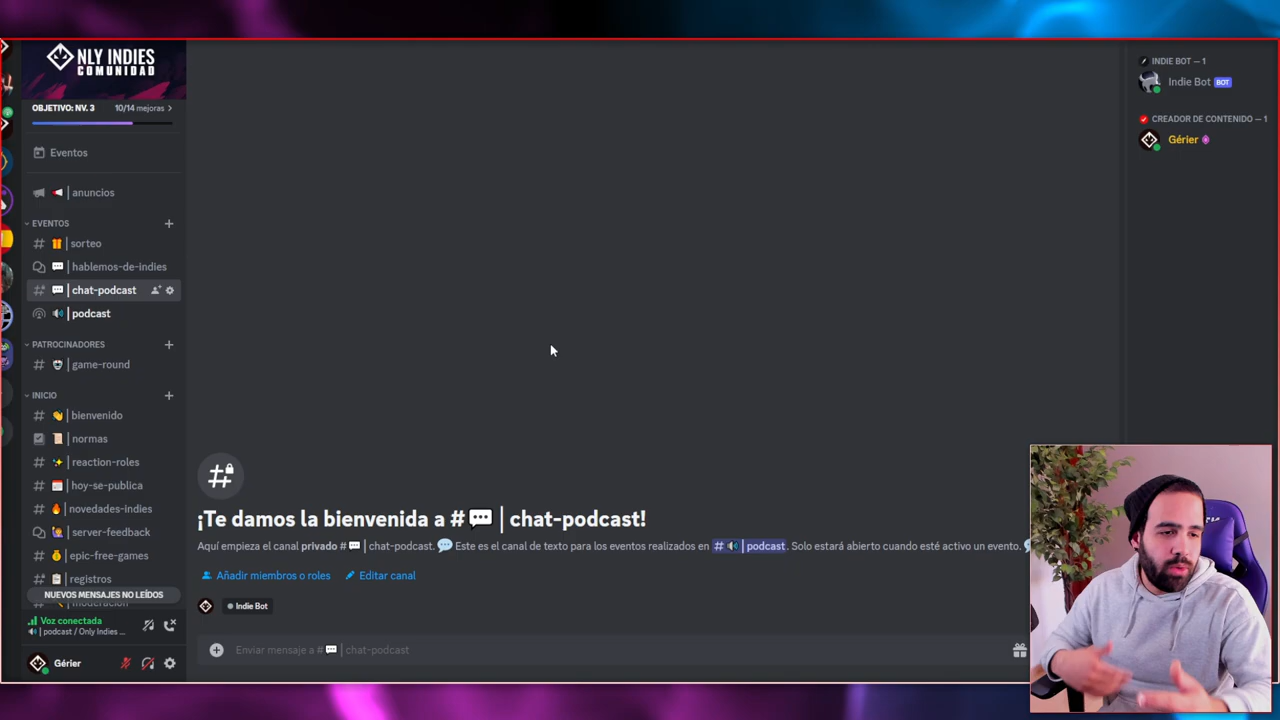 NLY INDIES
COMUNIDAD
OBJETIVO: NV. 3 10/14 mejoras
Eventos
anuncios
EVENTOS
sorteo
hablemos-de-indies
chat-podcast
podcast
PATROCINADORES
game-round
INICIO
bienvenido
normas
reaction-roles
hoy-se-publica
novedades-indies
server-feedback
epic-free-games
registros
moderación
NUEVOS MENSAJES NO LEÍDOS
Voz conectada
podcast / Only Indies ...
Gérier
¡Te damos la bienvenida a # 💬 | chat-podcast!
Aquí empieza el canal privado # 💬 | chat-podcast. 💬 Este es el canal de texto para los eventos realizados en # 🔊 | podcast. Solo estará abierto cuando esté activo un evento.
Añadir miembros o roles Editar canal
Indie Bot
Enviar mensaje a # 💬 | chat-podcast
INDIE BOT — 1
Indie Bot BOT
CREADOR DE CONTENIDO — 1
Gérier